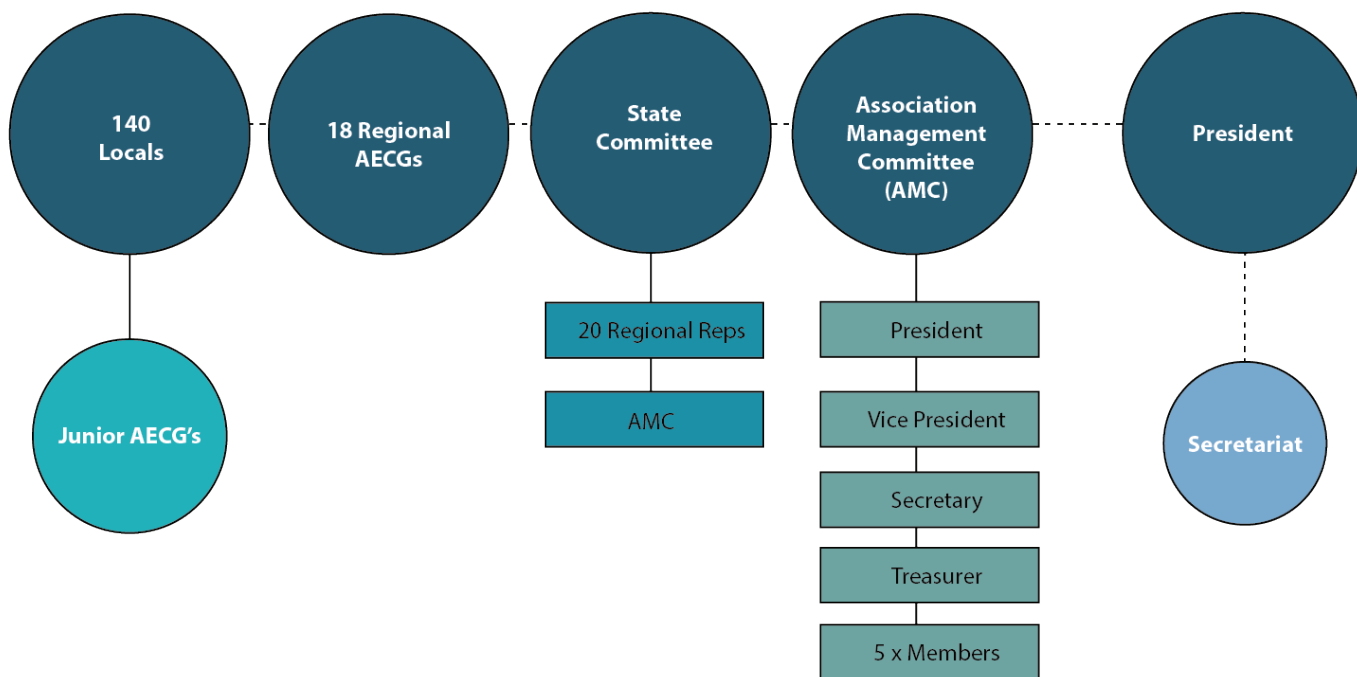 140
Locals
18 Regional
AECGs
State
Committee
Association
Management
Committee
(AMC)
President
Junior AECG's
20 Regional Reps
AMC
President
Vice President
Secretary
Treasurer
5 x Members
Secretariat